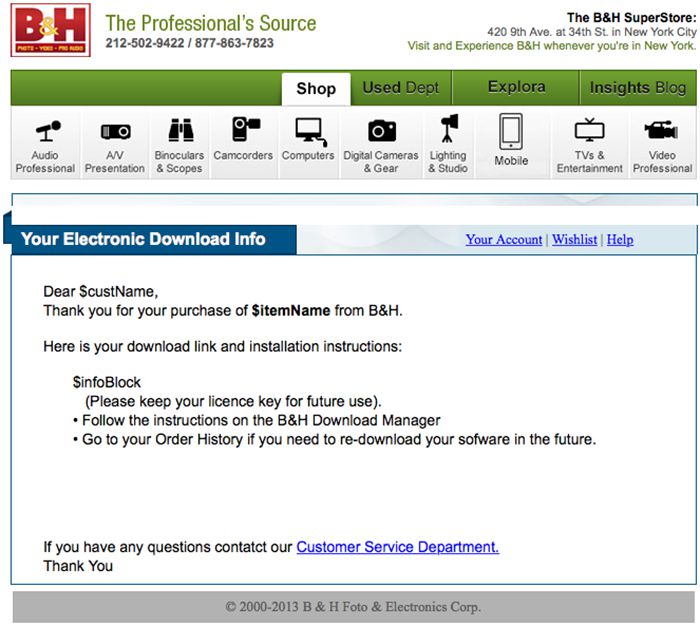 B&H
PHOTO - VIDEO - PRO AUDIO
The Professional's Source
212-502-9422 / 877-863-7823
The B&H SuperStore:
420 9th Ave. at 34th St. in New York City
Visit and Experience B&H whenever you're in New York.
Shop
Used Dept
Explora
Insights Blog
Audio
Professional
A/V
Presentation
Binoculars
& Scopes
Camcorders
Computers
Digital Cameras
& Gear
Lighting
& Studio
Mobile
TVs &
Entertainment
Video
Professional
Your Electronic Download Info
Your Account | Wishlist | Help
Dear $custName,
Thank you for your purchase of $itemName from B&H.
Here is your download link and installation instructions:
$infoBlock
(Please keep your licence key for future use).
• Follow the instructions on the B&H Download Manager
• Go to your Order History if you need to re-download your sofware in the future.
If you have any questions contatct our Customer Service Department.
Thank You
© 2000-2013 B & H Foto & Electronics Corp.